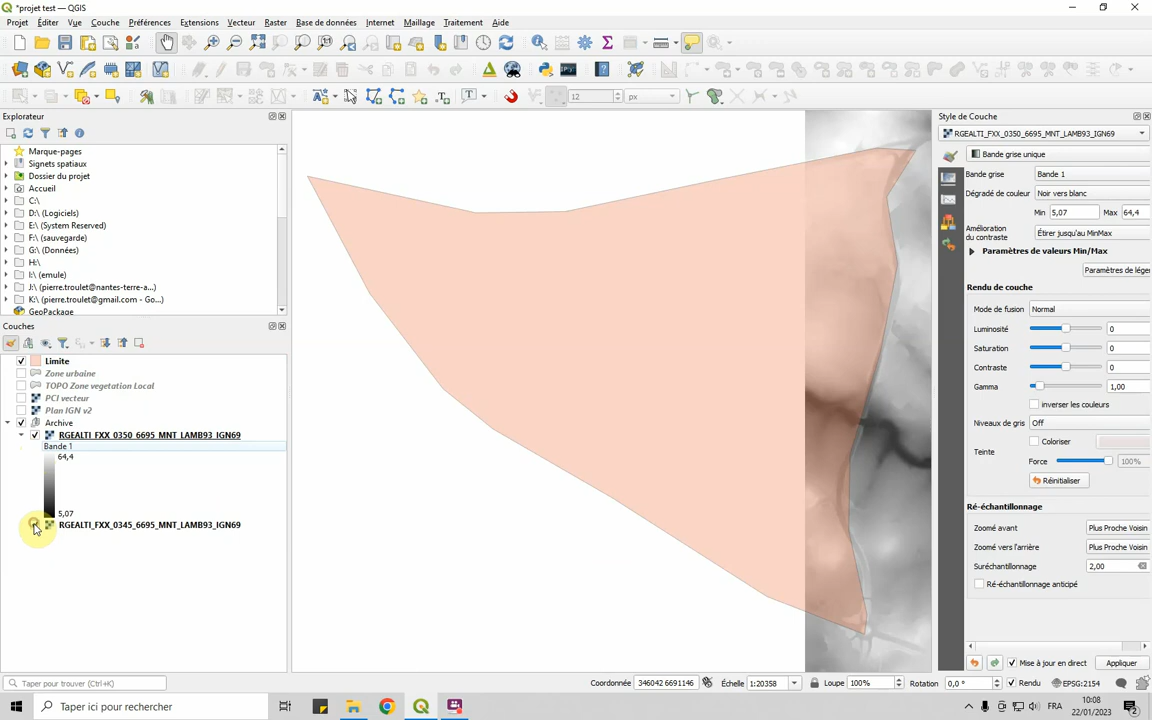 *projet test — QGIS
Projet Éditer Vue Couche Préférences Extensions Vecteur Raster Base de données Internet Maillage Traitement Aide
12 px
Explorateur
Marque-pages
Signets spatiaux
Dossier du projet
Accueil
C:\
D:\ (Logiciels)
E:\ (System Reserved)
F:\ (sauvegarde)
G:\ (Données)
H:\
I:\ (emule)
J:\ (pierre.troulet@nantes-terre-a...)
K:\ (pierre.troulet@gmail.com - Go...)
GeoPackage
Couches
Limite
Zone urbaine
TOPO Zone vegetation Local
PCI vecteur
Plan IGN v2
Archive
RGEALTI_FXX_0350_6695_MNT_LAMB93_IGN69
Bande 1
64,4
5,07
RGEALTI_FXX_0345_6695_MNT_LAMB93_IGN69
Style de Couche
RGEALTI_FXX_0350_6695_MNT_LAMB93_IGN69
Bande grise unique
Bande grise Bande 1
Dégradé de couleur Noir vers blanc
Min 5,07 Max 64,4
Amélioration du contraste Étirer jusqu'au MinMax
Paramètres de valeurs Min/Max
Paramètres de lége
Rendu de couche
Mode de fusion Normal
Luminosité 0
Saturation 0
Contraste 0
Gamma 1,00
inverser les couleurs
Niveaux de gris Off
Coloriser
Teinte
Force 100%
Réinitialiser
Ré-échantillonnage
Zoomé avant Plus Proche Voisin
Zoomé vers l'arrière Plus Proche Voisin
Suréchantillonnage 2,00
Ré-échantillonnage anticipé
Mise à jour en direct Appliquer
Taper pour trouver (Ctrl+K) Coordonnée 346042 6691146 Échelle 1:20358 Loupe 100% Rotation 0,0 ° Rendu EPSG:2154
Taper ici pour rechercher
FRA
10:08
22/01/2023
2